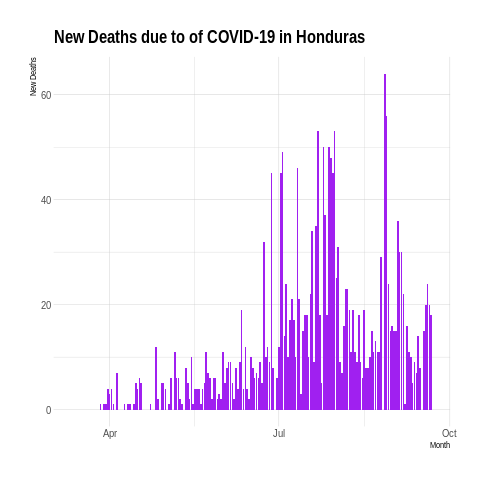 New Deaths due to of COVID-19 in Honduras
New Deaths
60
40
20
0
Apr
Jul
Oct
Month